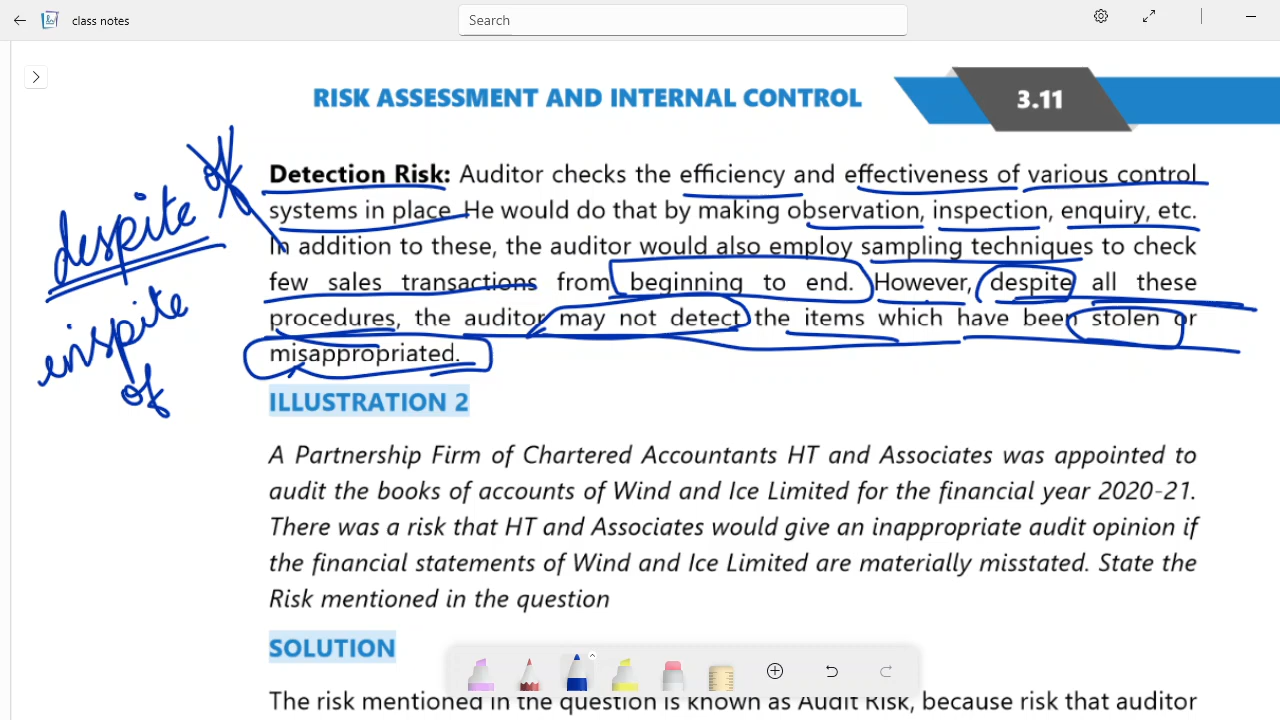 class notes
Search
RISK ASSESSMENT AND INTERNAL CONTROL
3.11
Detection Risk: Auditor checks the efficiency and effectiveness of various control
systems in place. He would do that by making observation, inspection, enquiry, etc.
In addition to these, the auditor would also employ sampling techniques to check
few sales transactions from beginning to end. However, despite all these
procedures, the auditor may not detect the items which have been stolen or
misappropriated.
despite of
inspite
of
ILLUSTRATION 2
A Partnership Firm of Chartered Accountants HT and Associates was appointed to
audit the books of accounts of Wind and Ice Limited for the financial year 2020-21.
There was a risk that HT and Associates would give an inappropriate audit opinion if
the financial statements of Wind and Ice Limited are materially misstated. State the
Risk mentioned in the question
SOLUTION
The risk mentioned in the question is known as Audit Risk, because risk that auditor